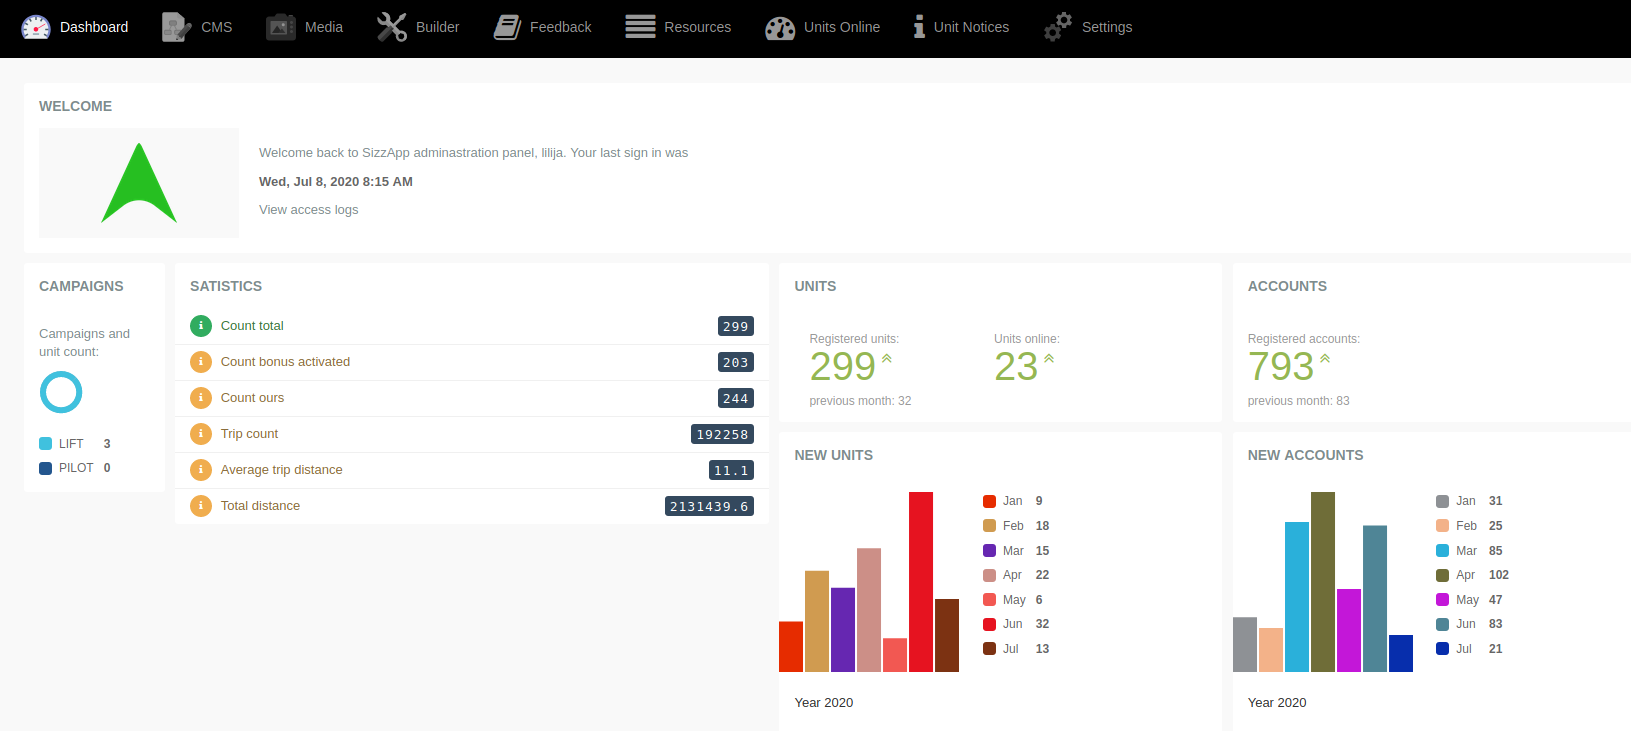 Dashboard CMS Media Builder Feedback Resources Units Online Unit Notices Settings
WELCOME
Welcome back to SizzApp adminastration panel, lilija. Your last sign in was
Wed, Jul 8, 2020 8:15 AM
View access logs
CAMPAIGNS
Campaigns and
unit count:
LIFT 3
PILOT 0
SATISTICS
Count total 299
Count bonus activated 203
Count ours 244
Trip count 192258
Average trip distance 11.1
Total distance 2131439.6
UNITS
Registered units: Units online:
299 23
previous month: 32
ACCOUNTS
Registered accounts:
793
previous month: 83
NEW UNITS
Jan 9
Feb 18
Mar 15
Apr 22
May 6
Jun 32
Jul 13
Year 2020
NEW ACCOUNTS
Jan 31
Feb 25
Mar 85
Apr 102
May 47
Jun 83
Jul 21
Year 2020